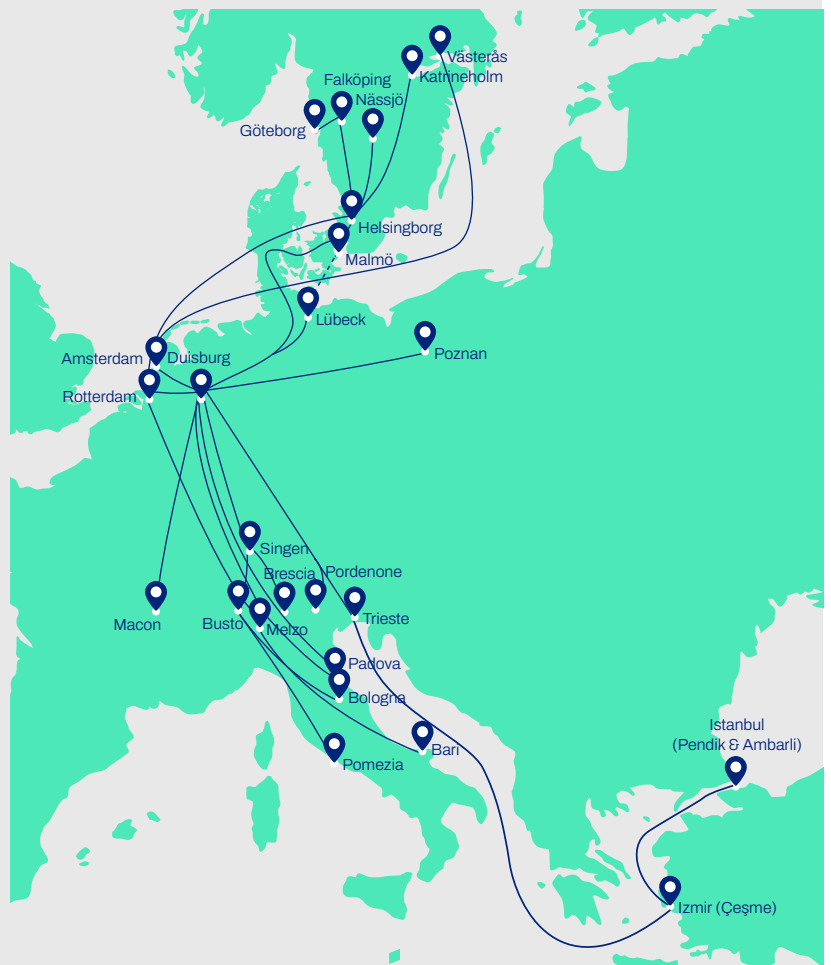 Västerås
Katrineholm
Falköping
Nässjö
Göteborg
Helsingborg
Malmö
Lübeck
Amsterdam
Duisburg
Poznan
Rotterdam
Singen
Brescia
Pordenone
Macon
Busto
Melzo
Trieste
Padova
Bologna
Bari
Pomezia
Istanbul
(Pendik & Ambarli)
Izmir (Çeşme)